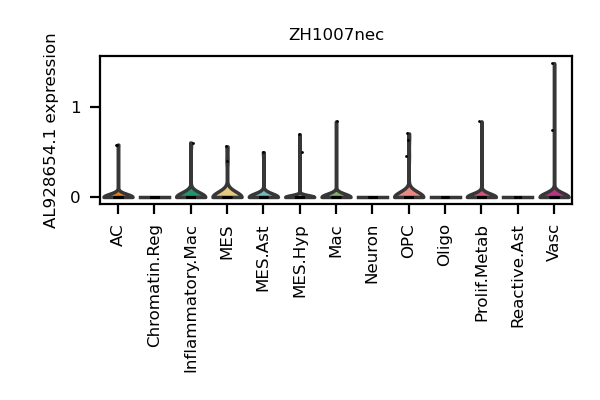 ZH1007nec
AL928654.1 expression
1
0
AC
Chromatin.Reg
Inflammatory.Mac
MES
MES.Ast
MES.Hyp
Mac
Neuron
OPC
Oligo
Prolif.Metab
Reactive.Ast
Vasc